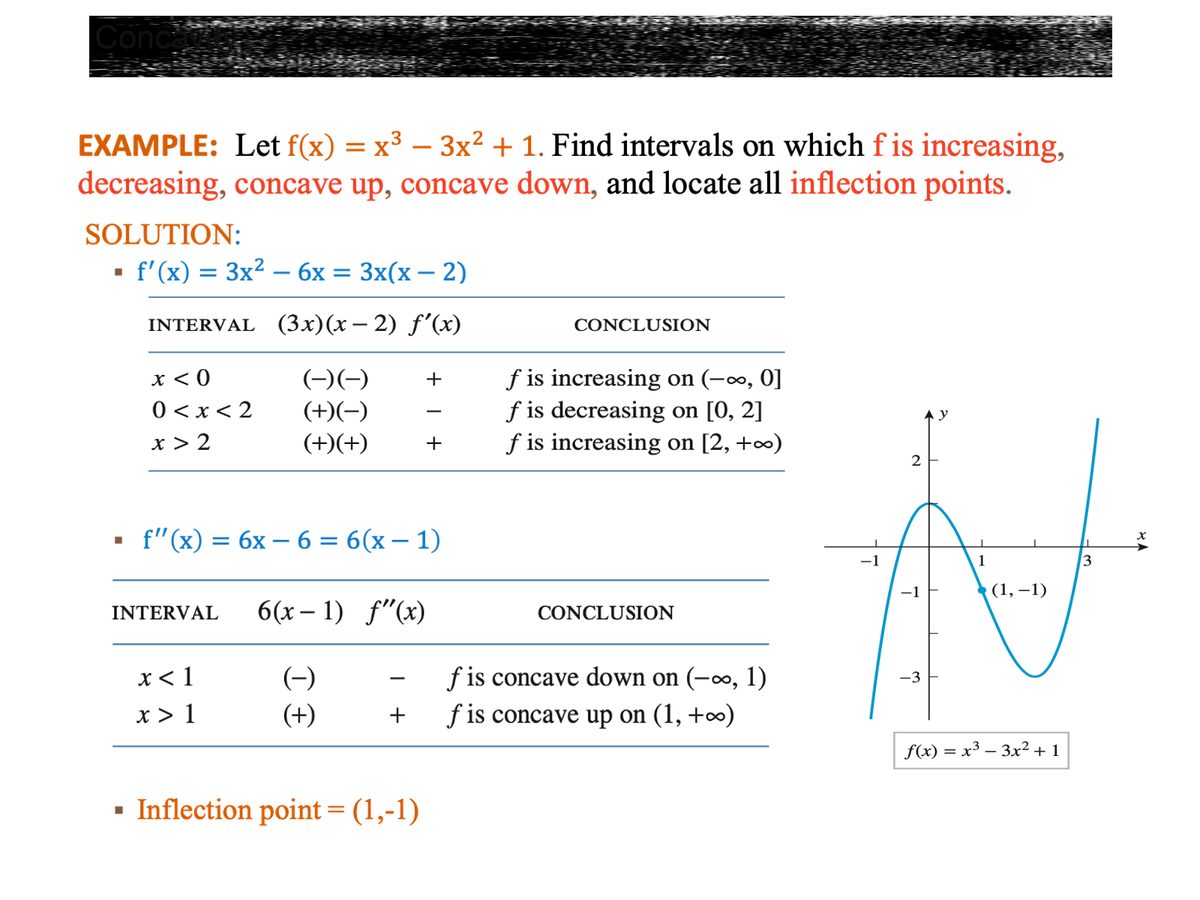 EXAMPLE: Let f(x) = x³ − 3x² + 1. Find intervals on which f is increasing,
decreasing, concave up, concave down, and locate all inflection points.
SOLUTION:
▪ f′(x) = 3x² − 6x = 3x(x − 2)
INTERVAL (3x)(x − 2) f′(x) CONCLUSION
x < 0 (−)(−) + f is increasing on (−∞, 0]
0 < x < 2 (+)(−) − f is decreasing on [0, 2]
x > 2 (+)(+) + f is increasing on [2, +∞)
▪ f″(x) = 6x − 6 = 6(x − 1)
INTERVAL 6(x − 1) f″(x) CONCLUSION
x < 1 (−) − f is concave down on (−∞, 1)
x > 1 (+) + f is concave up on (1, +∞)
▪ Inflection point = (1,-1)
y
2
x
−1 1 3
−1 (1, −1)
−3
f(x) = x³ − 3x² + 1